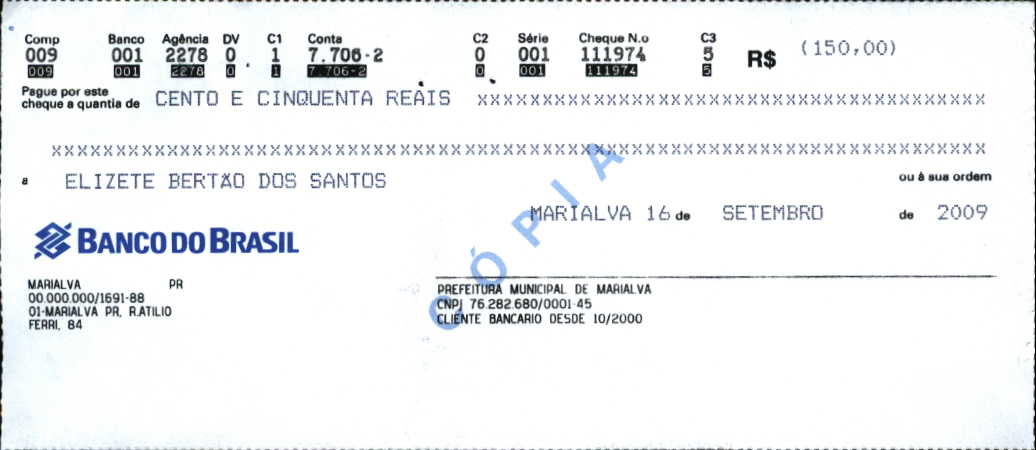 Comp Banco Agência DV C1 Conta C2 Série Cheque N.o C3
009 001 2278 0 1 7.706-2 0 001 111974 5 R$ (150,00)
009 001 2278 0 1 7.706-2 0 001 111974 5
Pague por este
cheque a quantia de CENTO E CINQUENTA REAIS XXXXXXXXXXXXXXXXXXXXXXXXXXXXXXXXXXXXXXXXXXXXXXX
XXXXXXXXXXXXXXXXXXXXXXXXXXXXXXXXXXXXXXXXXXXXXXXXXXXXXXXXXXXXXXXXXXXXXXXXXXXXXXXXXXXXXXX
a ELIZETE BERTÃO DOS SANTOS ou à sua ordem
MARIALVA 16 de SETEMBRO de 2009
BANCO DO BRASIL
CÓPIA
MARIALVA PR
00.000.000/1691-88
01-MARIALVA PR, R.ATILIO
FERRI, 84
PREFEITURA MUNICIPAL DE MARIALVA
CNPJ 76.282.680/0001-45
CLIENTE BANCARIO DESDE 10/2000